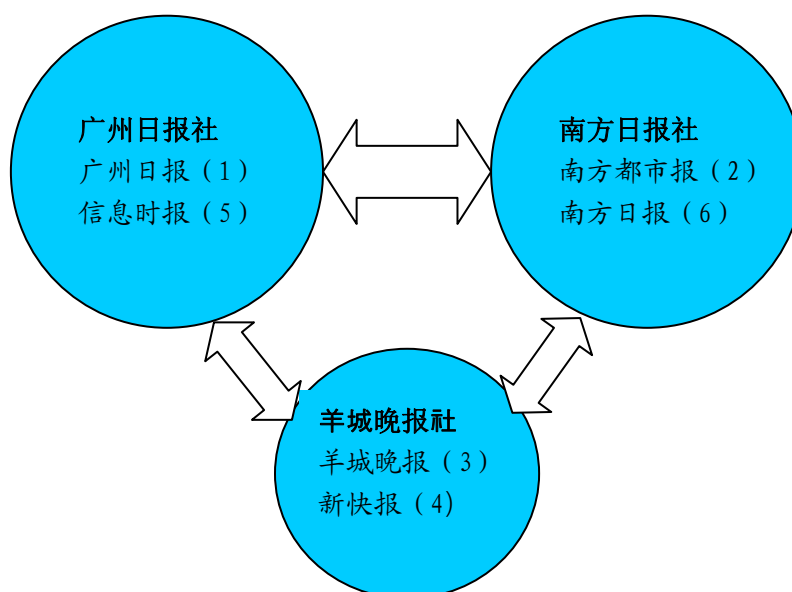 广州日报社
广州日报（1）
信息时报（5）
南方日报社
南方都市报（2）
南方日报（6）
羊城晚报社
羊城晚报（3）
新快报（4）